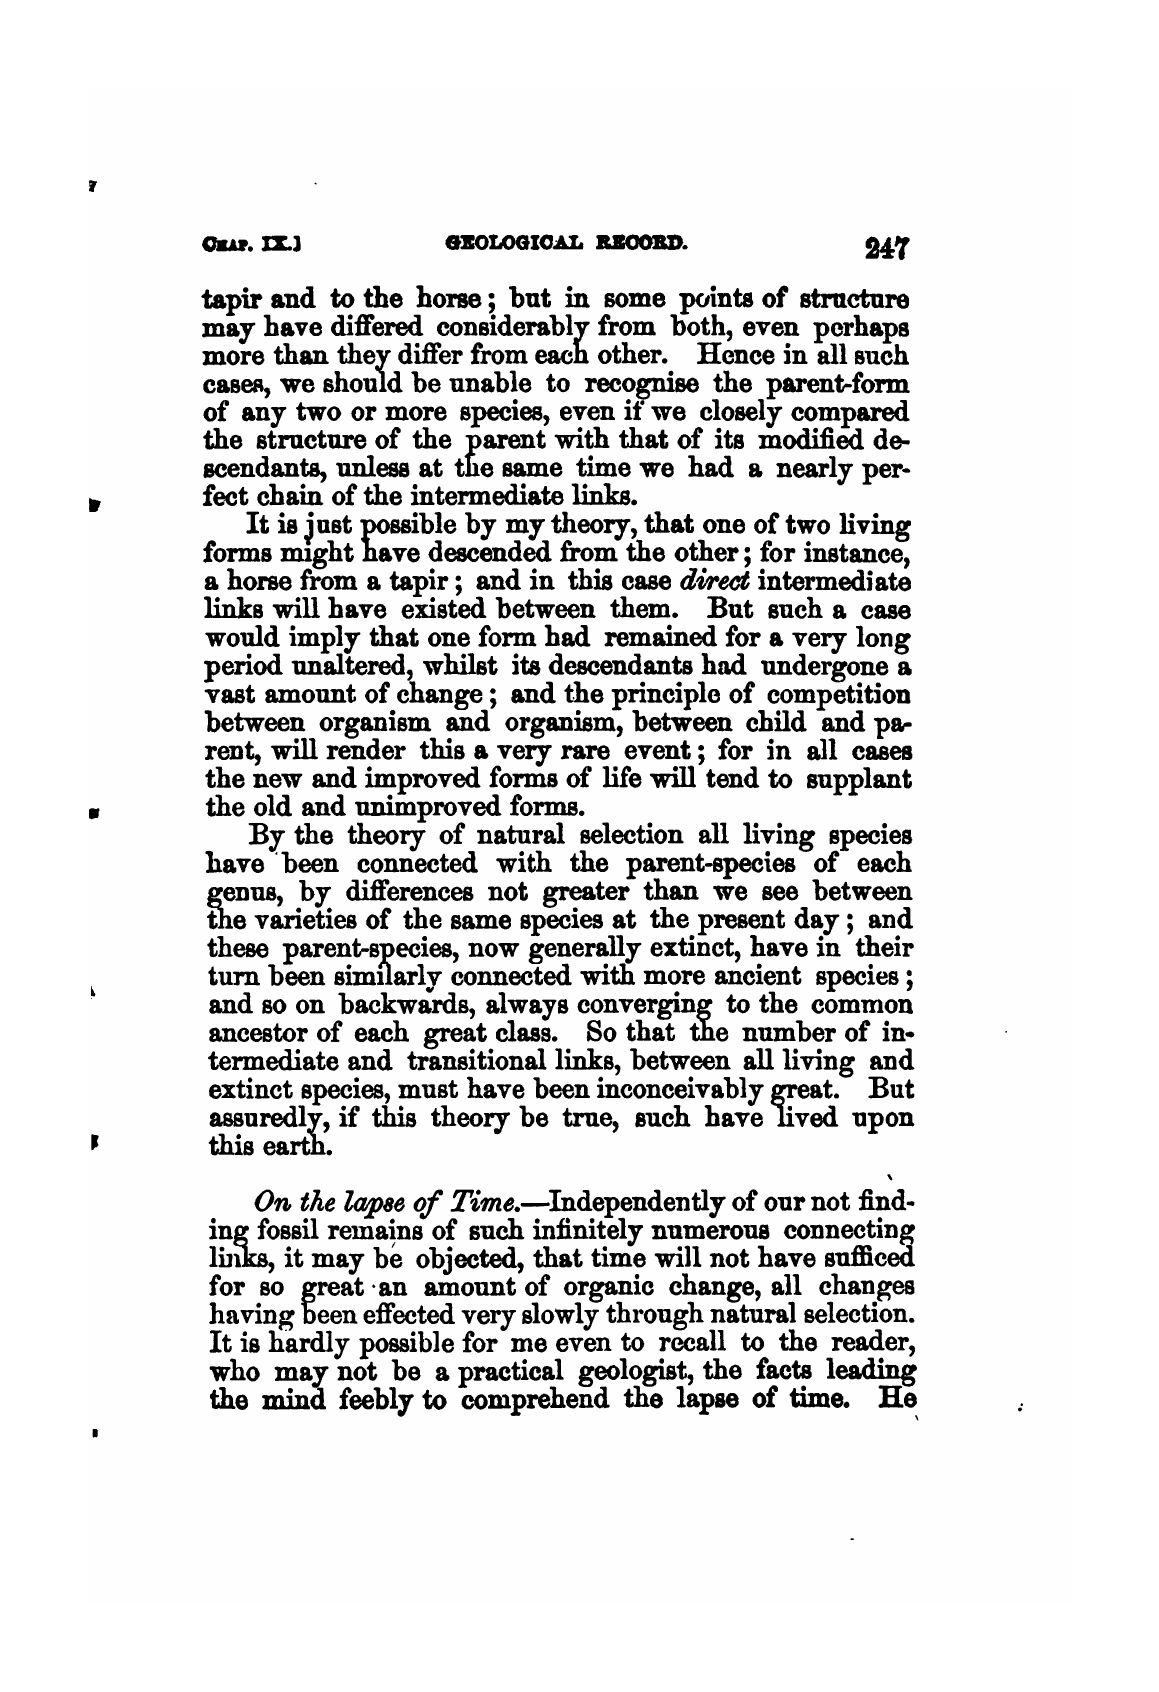 CHAP. IX.] GEOLOGICAL RECORD. 247
tapir and to the horse; but in some points of structure
may have differed considerably from both, even perhaps
more than they differ from each other. Hence in all such
cases, we should be unable to recognise the parent-form
of any two or more species, even if we closely compared
the structure of the parent with that of its modified de-
scendants, unless at the same time we had a nearly per-
fect chain of the intermediate links.
It is just possible by my theory, that one of two living
forms might have descended from the other; for instance,
a horse from a tapir; and in this case direct intermediate
links will have existed between them. But such a case
would imply that one form had remained for a very long
period unaltered, whilst its descendants had undergone a
vast amount of change; and the principle of competition
between organism and organism, between child and pa-
rent, will render this a very rare event; for in all cases
the new and improved forms of life will tend to supplant
the old and unimproved forms.
By the theory of natural selection all living species
have been connected with the parent-species of each
genus, by differences not greater than we see between
the varieties of the same species at the present day; and
these parent-species, now generally extinct, have in their
turn been similarly connected with more ancient species;
and so on backwards, always converging to the common
ancestor of each great class. So that the number of in-
termediate and transitional links, between all living and
extinct species, must have been inconceivably great. But
assuredly, if this theory be true, such have lived upon
this earth.
On the lapse of Time.—Independently of our not find-
ing fossil remains of such infinitely numerous connecting
links, it may be objected, that time will not have sufficed
for so great an amount of organic change, all changes
having been effected very slowly through natural selection.
It is hardly possible for me even to recall to the reader,
who may not be a practical geologist, the facts leading
the mind feebly to comprehend the lapse of time. He